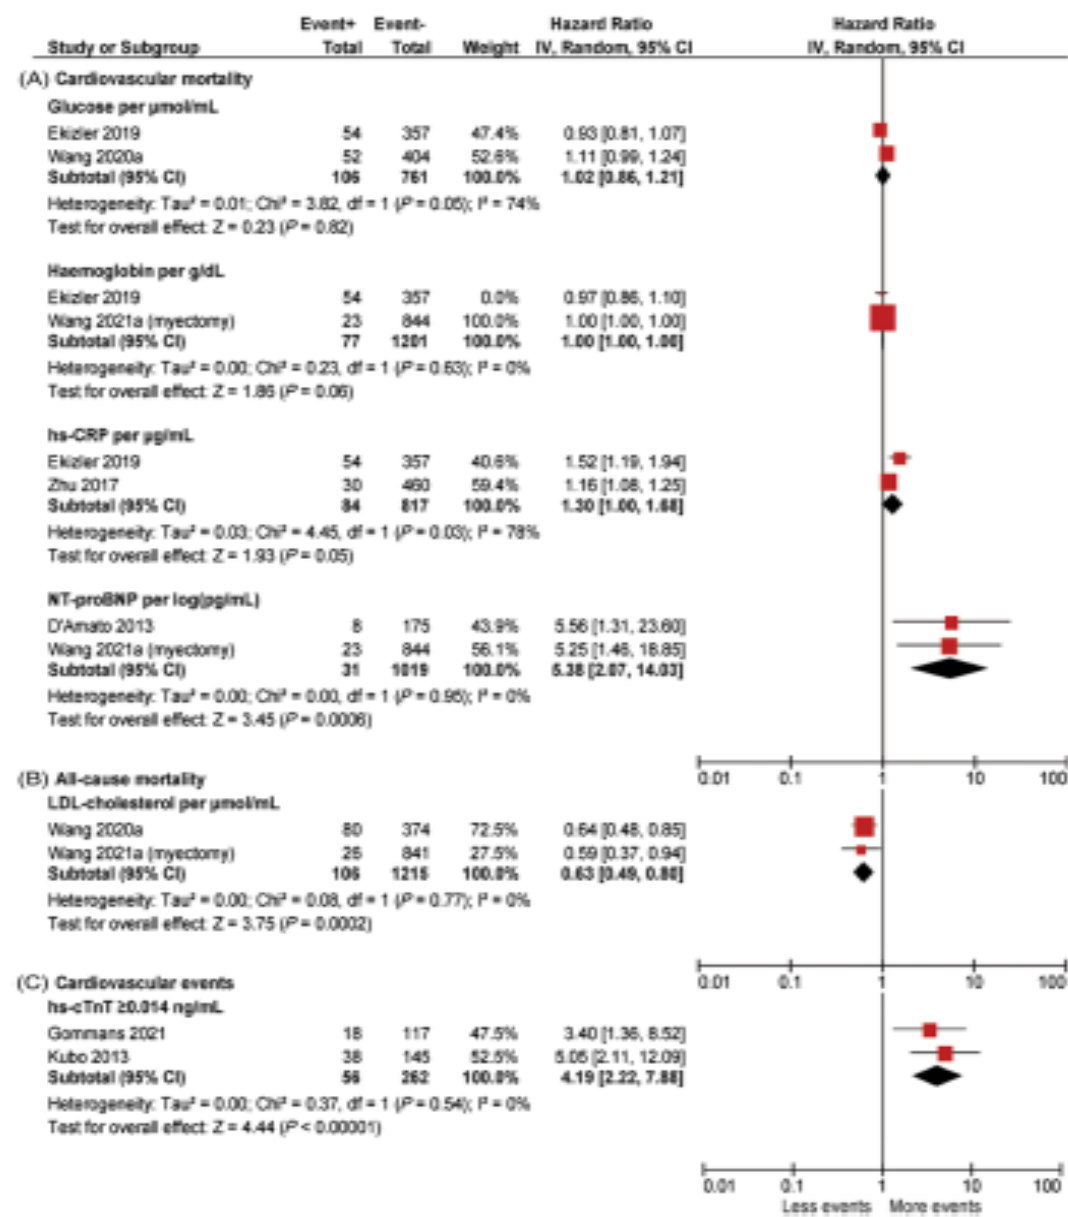 Event+ Event- Hazard Ratio Hazard Ratio
Study or Subgroup Total Total Weight IV, Random, 95% CI IV, Random, 95% CI
(A) Cardiovascular mortality
Glucose per µmol/mL
Ekizler 2019 54 357 47.4% 0.93 [0.81, 1.07]
Wang 2020a 52 404 52.6% 1.11 [0.99, 1.24]
Subtotal (95% CI) 106 761 100.0% 1.02 [0.86, 1.21]
Heterogeneity: Tau² = 0.01; Chi² = 3.82, df = 1 (P = 0.05); I² = 74%
Test for overall effect: Z = 0.23 (P = 0.82)
Haemoglobin per g/dL
Ekizler 2019 54 357 0.0% 0.97 [0.86, 1.10]
Wang 2021a (myectomy) 23 844 100.0% 1.00 [1.00, 1.00]
Subtotal (95% CI) 77 1201 100.0% 1.00 [1.00, 1.00]
Heterogeneity: Tau² = 0.00; Chi² = 0.23, df = 1 (P = 0.63); I² = 0%
Test for overall effect: Z = 1.86 (P = 0.06)
hs-CRP per µg/mL
Ekizler 2019 54 357 40.6% 1.52 [1.19, 1.94]
Zhu 2017 30 460 59.4% 1.16 [1.08, 1.25]
Subtotal (95% CI) 84 817 100.0% 1.30 [1.00, 1.68]
Heterogeneity: Tau² = 0.03; Chi² = 4.45, df = 1 (P = 0.03); I² = 78%
Test for overall effect: Z = 1.93 (P = 0.05)
NT-proBNP per log(pg/mL)
D'Amato 2013 8 175 43.9% 5.56 [1.31, 23.60]
Wang 2021a (myectomy) 23 844 56.1% 5.25 [1.46, 18.85]
Subtotal (95% CI) 31 1019 100.0% 5.38 [2.07, 14.03]
Heterogeneity: Tau² = 0.00; Chi² = 0.00, df = 1 (P = 0.95); I² = 0%
Test for overall effect: Z = 3.45 (P = 0.0006)
0.01 0.1 1 10 100
(B) All-cause mortality
LDL-cholesterol per µmol/mL
Wang 2020a 80 374 72.5% 0.64 [0.48, 0.85]
Wang 2021a (myectomy) 26 841 27.5% 0.59 [0.37, 0.94]
Subtotal (95% CI) 106 1215 100.0% 0.63 [0.49, 0.80]
Heterogeneity: Tau² = 0.00; Chi² = 0.08, df = 1 (P = 0.77); I² = 0%
Test for overall effect: Z = 3.75 (P = 0.0002)
0.01 0.1 1 10 100
(C) Cardiovascular events
hs-cTnT ≥0.014 ng/mL
Gommans 2021 18 117 47.5% 3.40 [1.36, 8.52]
Kubo 2013 38 145 52.5% 5.05 [2.11, 12.09]
Subtotal (95% CI) 56 262 100.0% 4.19 [2.22, 7.88]
Heterogeneity: Tau² = 0.00; Chi² = 0.37, df = 1 (P = 0.54); I² = 0%
Test for overall effect: Z = 4.44 (P < 0.00001)
0.01 0.1 1 10 100
Less events More events